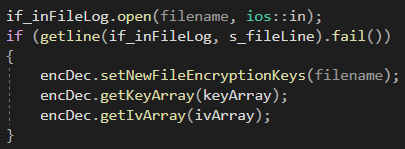 if_inFileLog.open(filename, ios::in);
if (getline(if_inFileLog, s_fileLine).fail())
{
encDec.setNewFileEncryptionKeys(filename);
encDec.getKeyArray(keyArray);
encDec.getIvArray(ivArray);
}